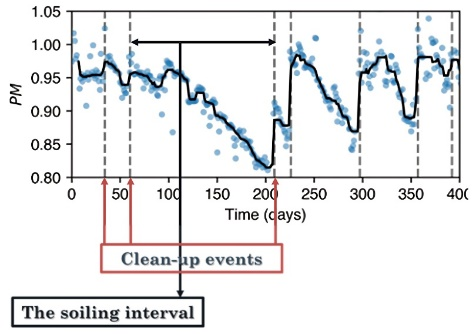 1.05
1.00
0.95
0.90
0.85
0.80
PM
0 50 100 150 200 250 300 350 400
Time (days)
Clean-up events
The soiling interval